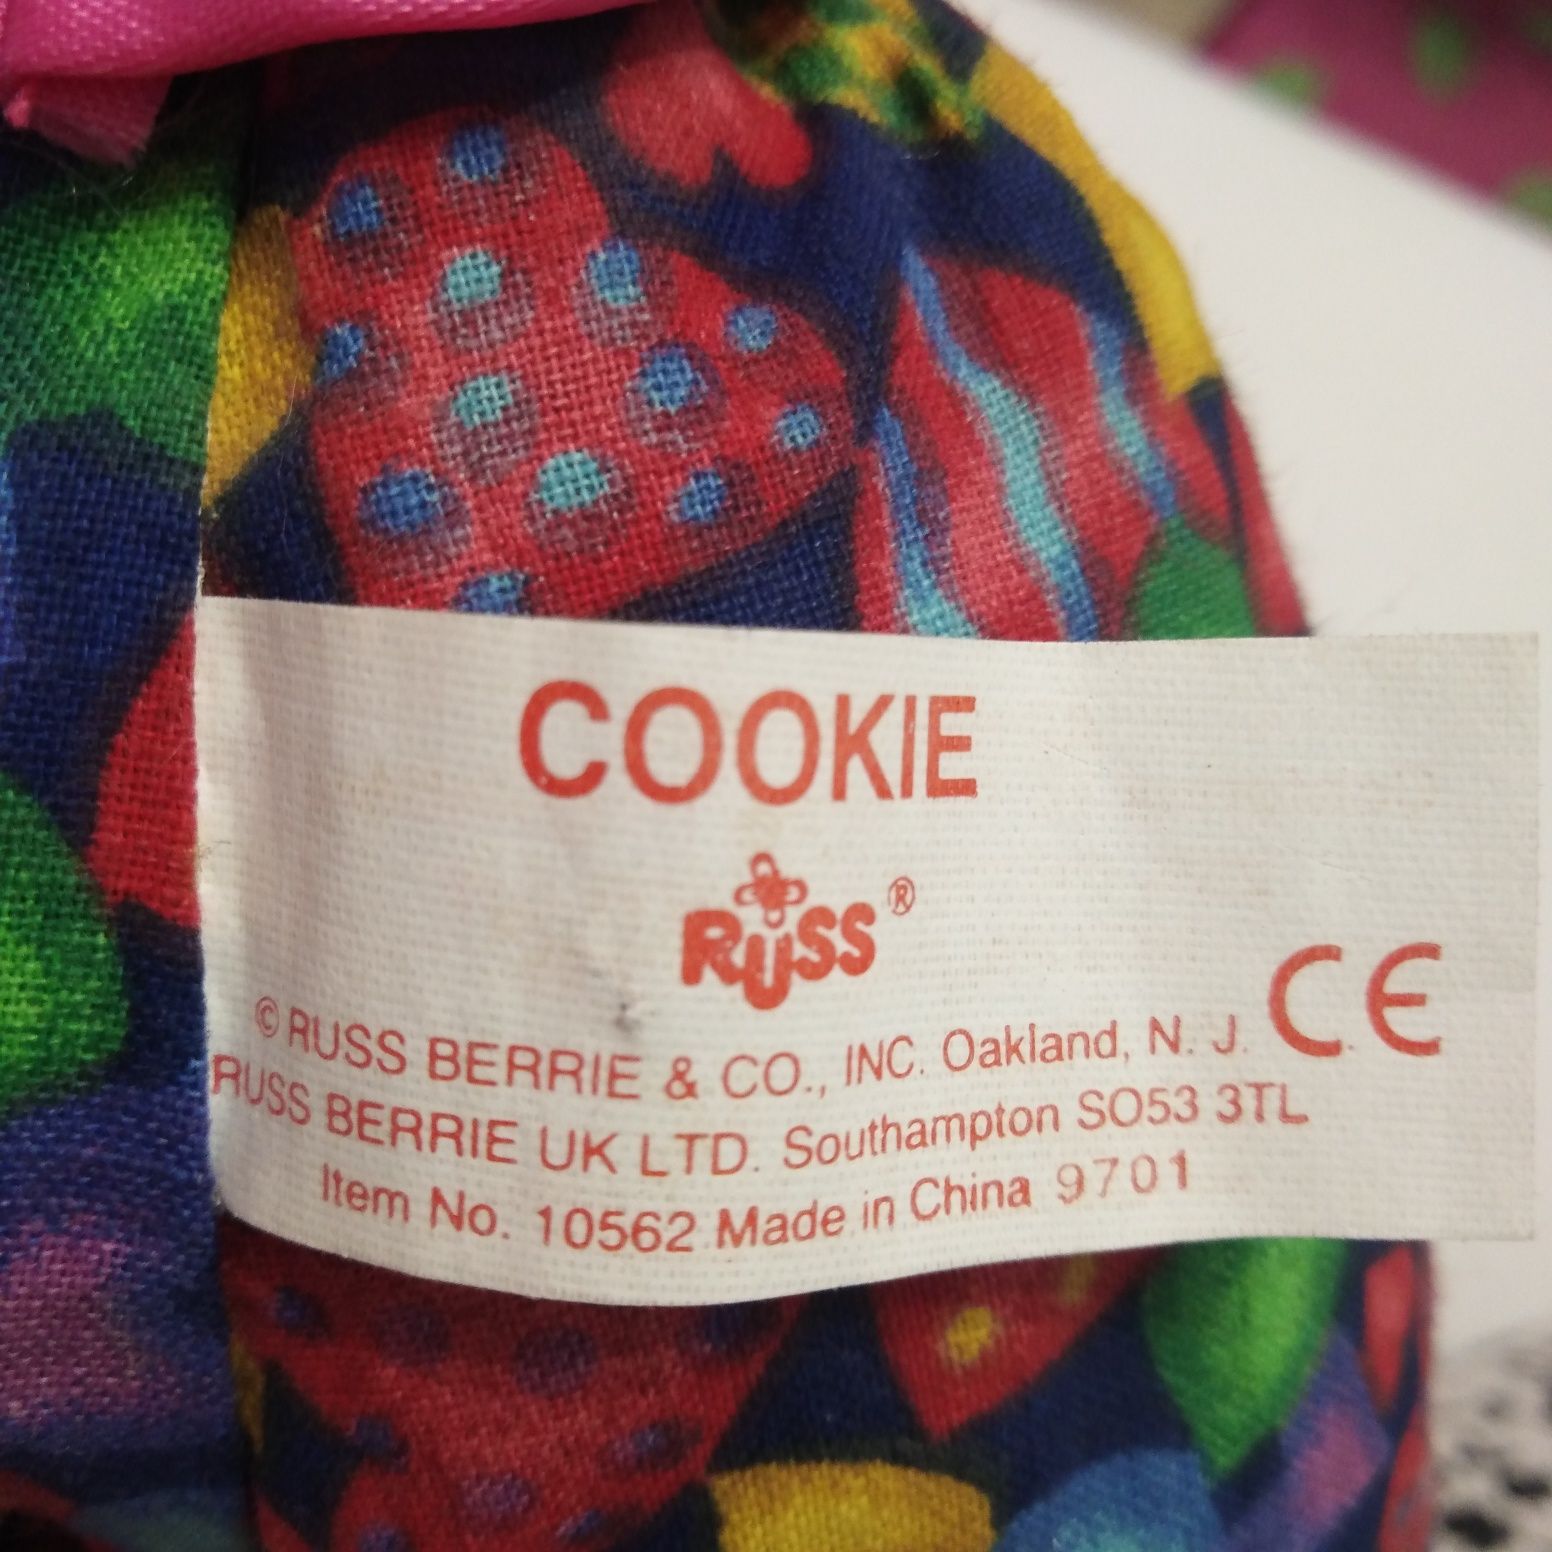 COOKIE
RUSS®
© RUSS BERRIE & CO., INC. Oakland, N. J. CE
RUSS BERRIE UK LTD. Southampton SO53 3TL
Item No. 10562 Made in China 9701